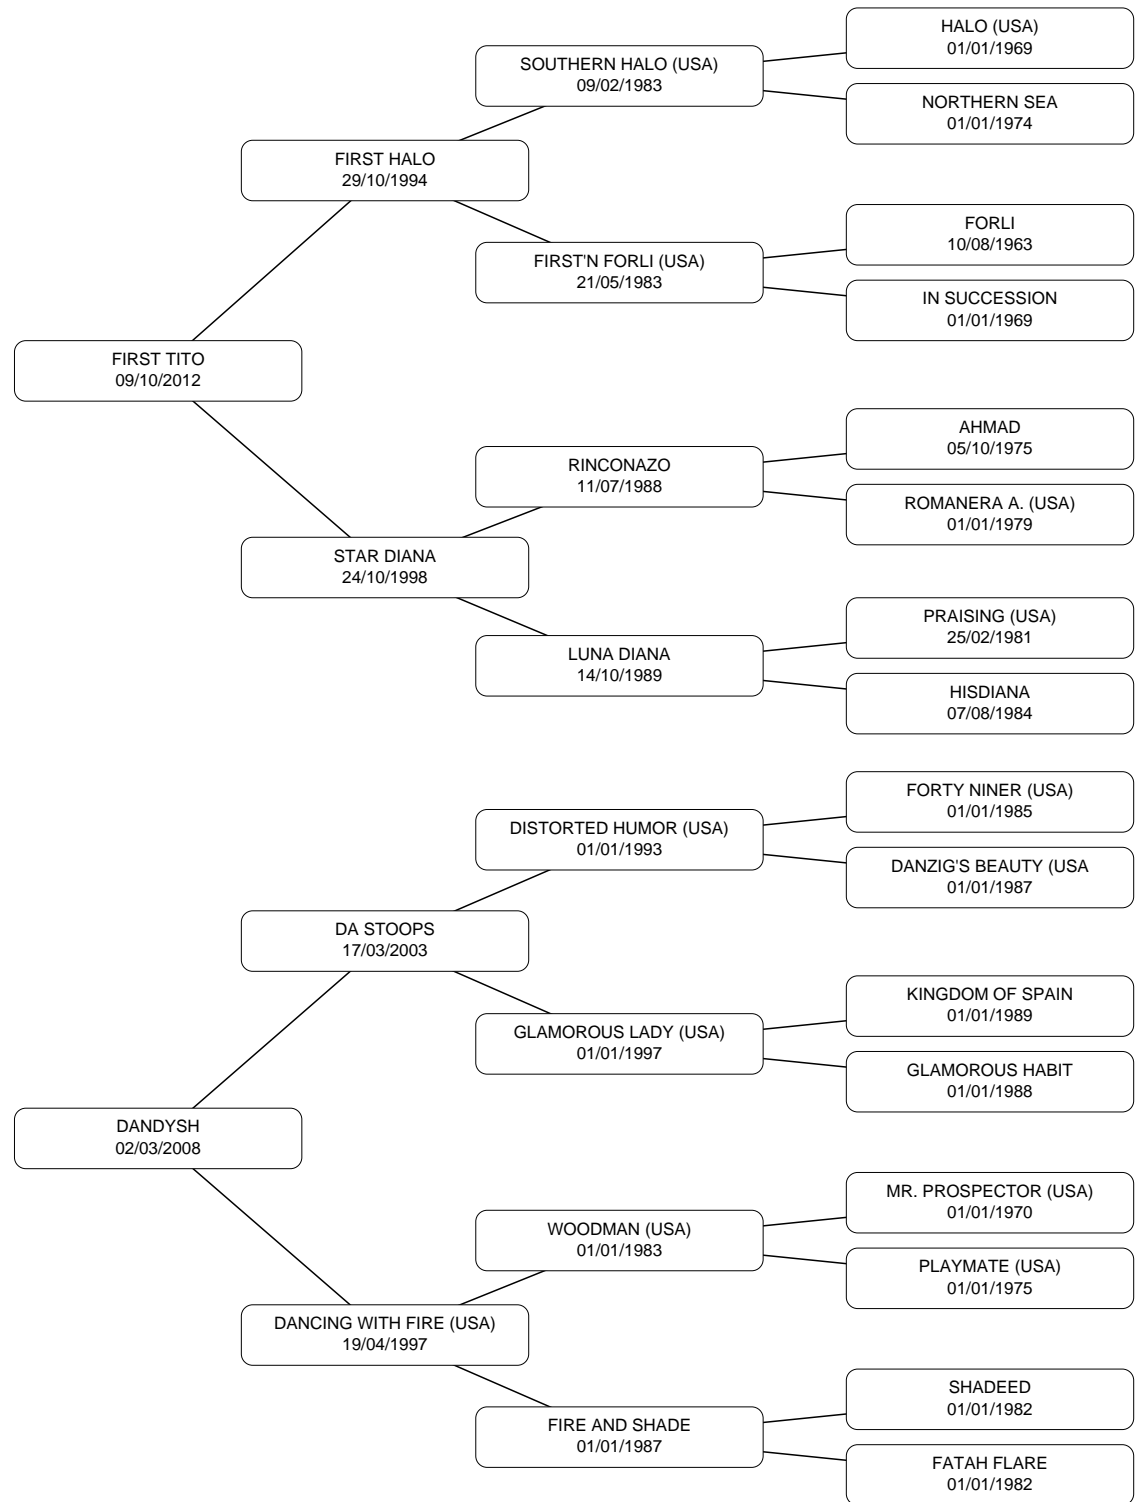 HALO (USA)
01/01/1969
SOUTHERN HALO (USA)
09/02/1983
NORTHERN SEA
01/01/1974
FIRST HALO
29/10/1994
FORLI
10/08/1963
FIRST'N FORLI (USA)
21/05/1983
IN SUCCESSION
01/01/1969
FIRST TITO
09/10/2012
AHMAD
05/10/1975
RINCONAZO
11/07/1988
ROMANERA A. (USA)
01/01/1979
STAR DIANA
24/10/1998
PRAISING (USA)
25/02/1981
LUNA DIANA
14/10/1989
HISDIANA
07/08/1984
FORTY NINER (USA)
01/01/1985
DISTORTED HUMOR (USA)
01/01/1993
DANZIG'S BEAUTY (USA
01/01/1987
DA STOOPS
17/03/2003
KINGDOM OF SPAIN
01/01/1989
GLAMOROUS LADY (USA)
01/01/1997
GLAMOROUS HABIT
01/01/1988
DANDYSH
02/03/2008
MR. PROSPECTOR (USA)
01/01/1970
WOODMAN (USA)
01/01/1983
PLAYMATE (USA)
01/01/1975
DANCING WITH FIRE (USA)
19/04/1997
SHADEED
01/01/1982
FIRE AND SHADE
01/01/1987
FATAH FLARE
01/01/1982